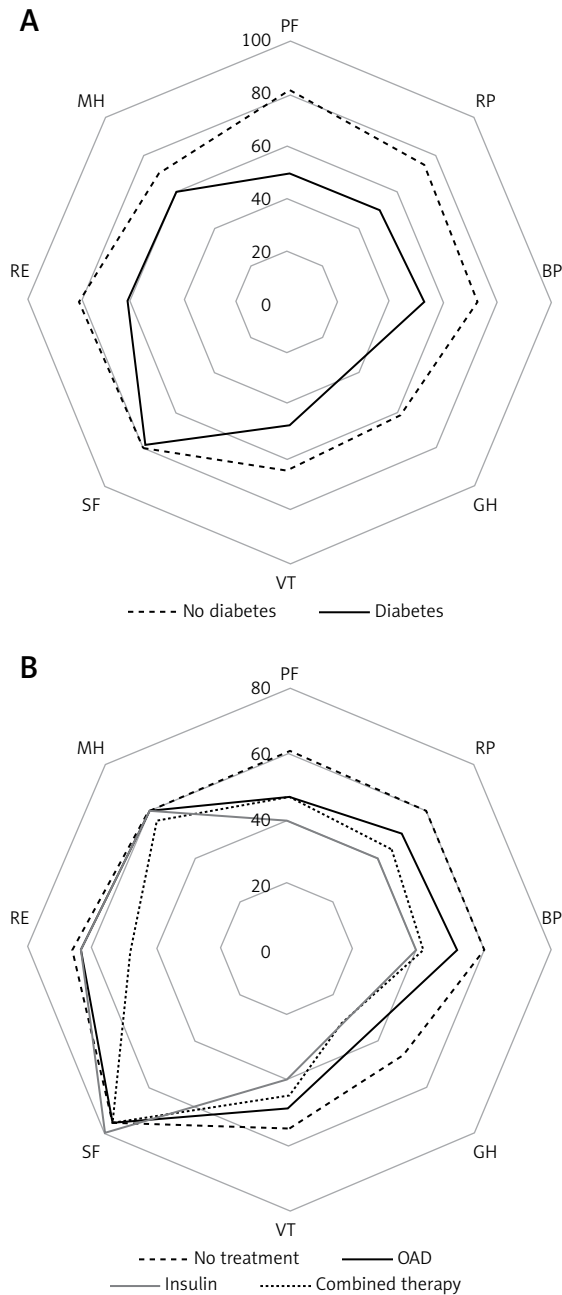 A
PF
100
MH
RP
80
60
40
20
RE
BP
0
SF
GH
VT
No diabetes Diabetes
B
PF
80
MH
RP
60
40
20
RE
BP
0
SF
GH
VT
No treatment OAD
Insulin Combined therapy